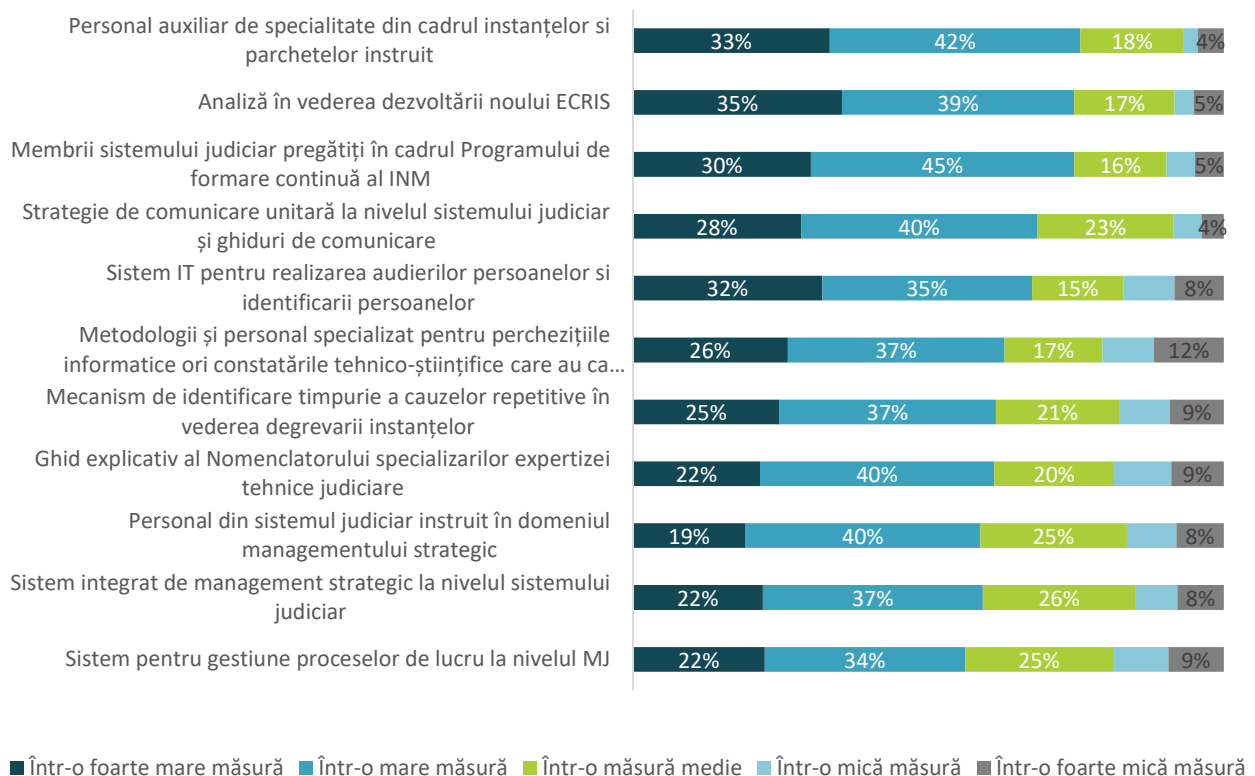 Personal auxiliar de specialitate din cadrul instanțelor si
parchetelor instruit
33% 42% 18% 4%
Analiză în vederea dezvoltării noului ECRIS
35% 39% 17% 5%
Membrii sistemului judiciar pregătiți în cadrul Programului de
formare continuă al INM
30% 45% 16% 5%
Strategie de comunicare unitară la nivelul sistemului judiciar
și ghiduri de comunicare
28% 40% 23% 4%
Sistem IT pentru realizarea audierilor persoanelor si
identificarii persoanelor
32% 35% 15% 8%
Metodologii și personal specializat pentru perchezițiile
informatice ori constatările tehnico-științifice care au ca…
26% 37% 17% 12%
Mecanism de identificare timpurie a cauzelor repetitive în
vederea degrevarii instanțelor
25% 37% 21% 9%
Ghid explicativ al Nomenclatorului specializarilor expertizei
tehnice judiciare
22% 40% 20% 9%
Personal din sistemul judiciar instruit în domeniul
managementului strategic
19% 40% 25% 8%
Sistem integrat de management strategic la nivelul sistemului
judiciar
22% 37% 26% 8%
Sistem pentru gestiune proceselor de lucru la nivelul MJ
22% 34% 25% 9%
Într-o foarte mare măsură Într-o mare măsură Într-o măsură medie Într-o mică măsură Într-o foarte mică măsură